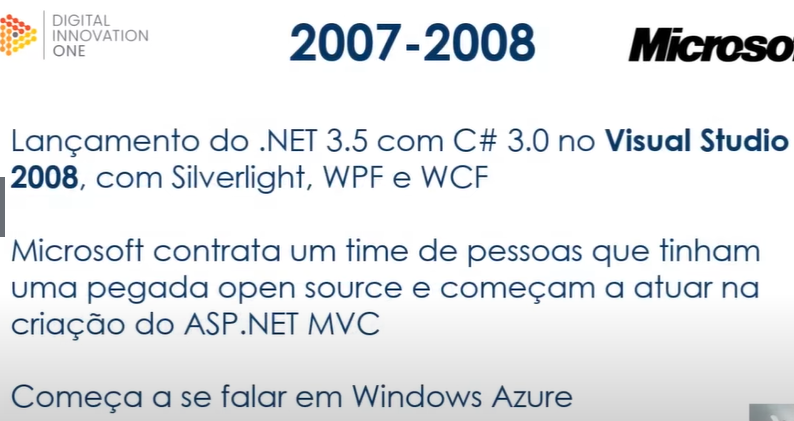 DIGITAL
INNOVATION
ONE
2007-2008
Lançamento do .NET 3.5 com C# 3.0 no Visual Studio
2008, com Silverlight, WPF e WCF
Microsoft contrata um time de pessoas que tinham
uma pegada open source e começam a atuar na
criação do ASP.NET MVC
Começa a se falar em Windows Azure